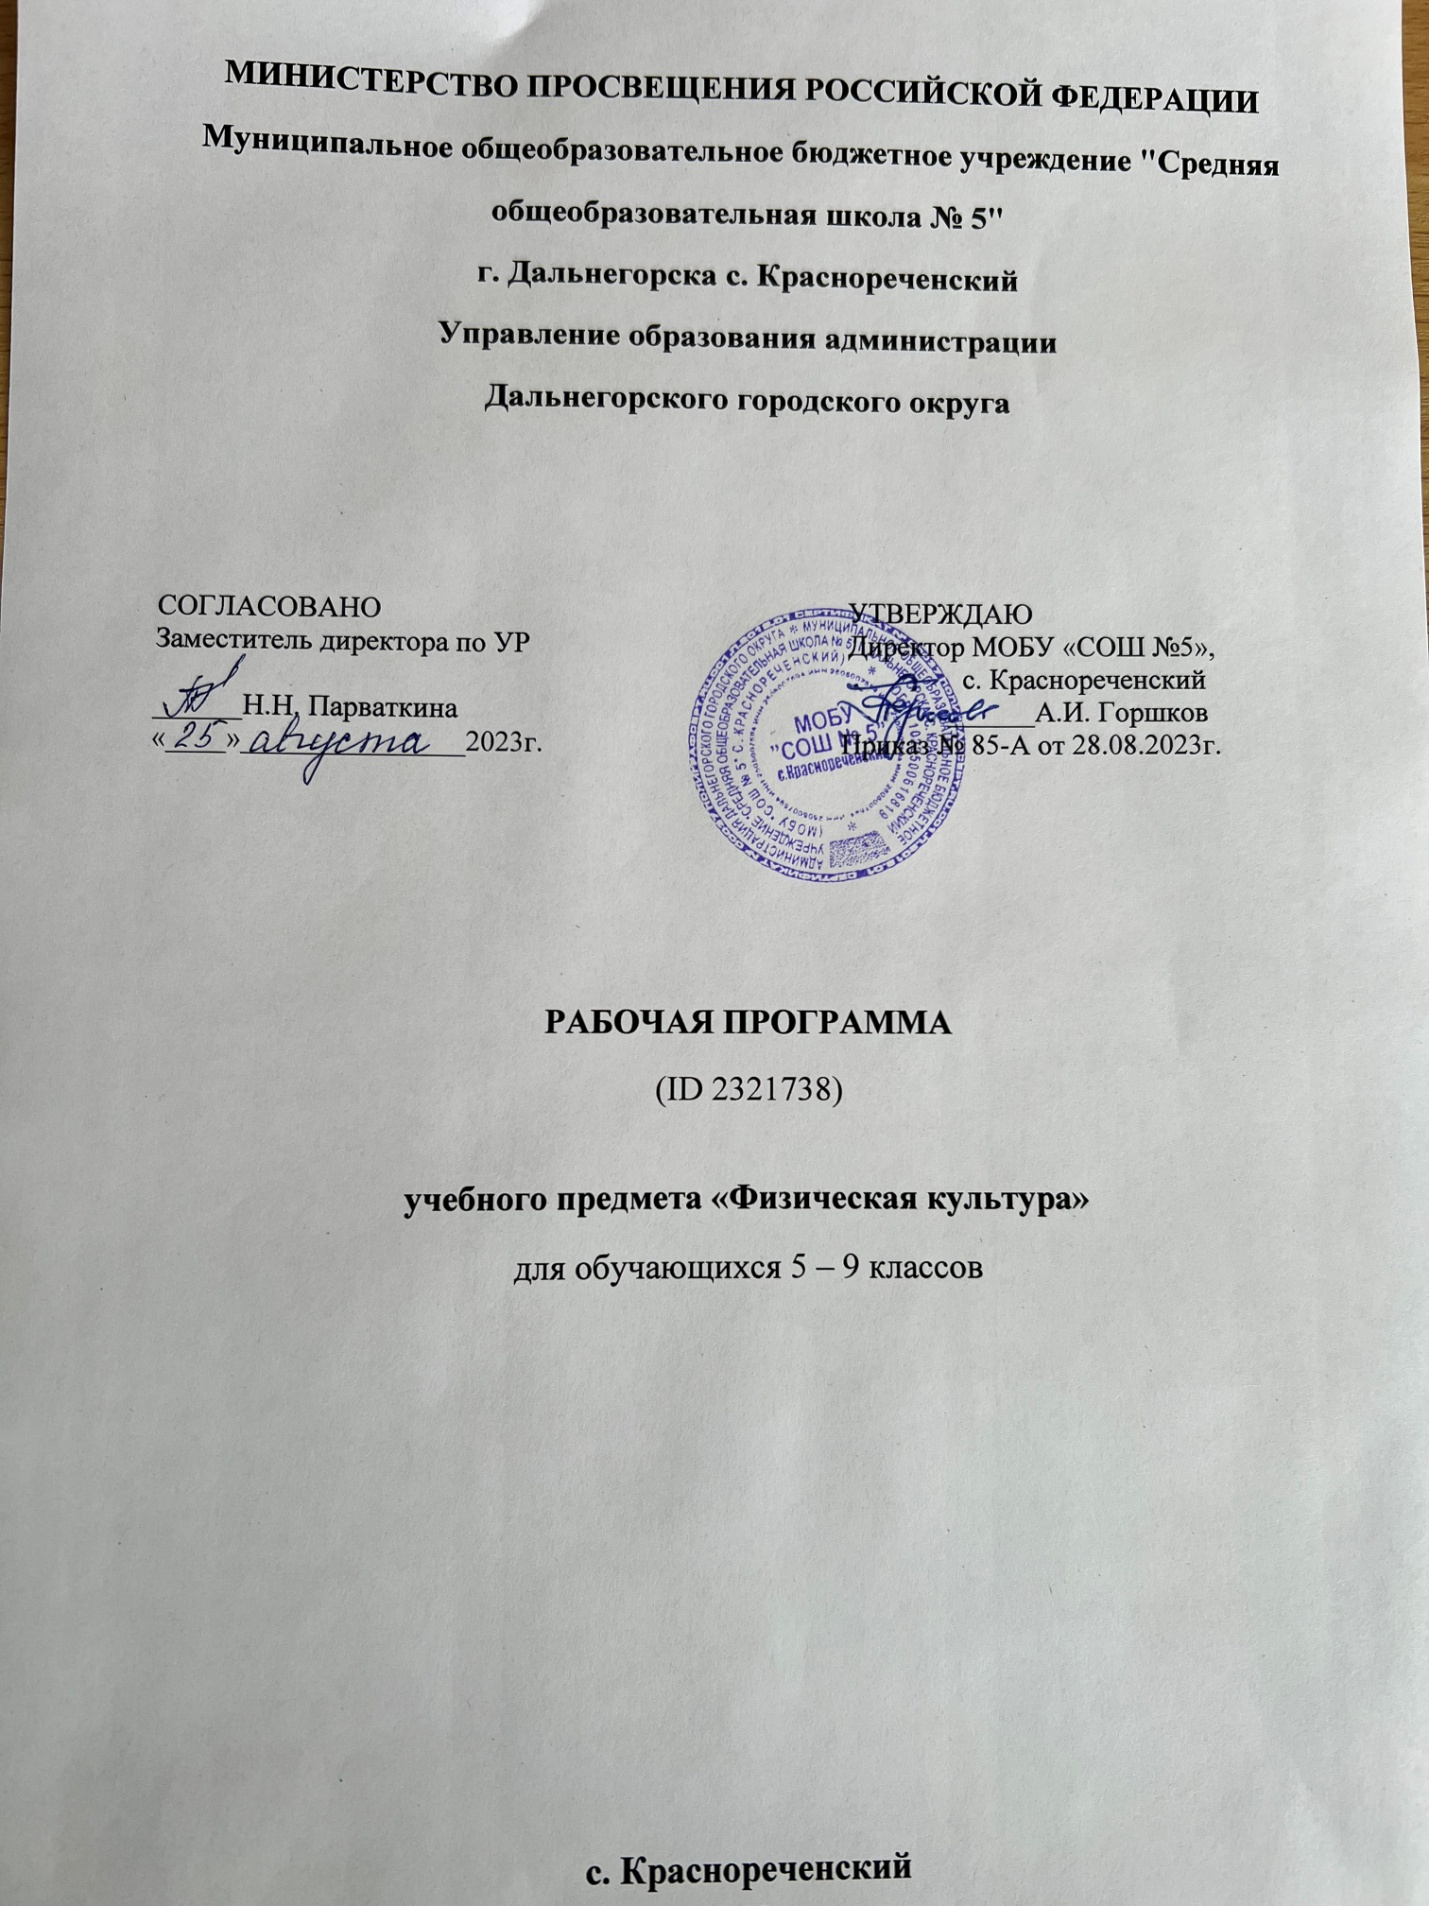 МИНИСТЕРСТВО ПРОСВЕЩЕНИЯ РОССИЙСКОЙ ФЕДЕРАЦИИ
Муниципальное общеобразовательное бюджетное учреждение "Средняя
общеобразовательная школа № 5"
г. Дальнегорска с. Краснореченский
Управление образования администрации
Дальнегорского городского округа
СОГЛАСОВАНО
Заместитель директора по УР
Н.Н, Парваткина
«25» августа 2023г.
УТВЕРЖДАЮ
Директор МОБУ «СОШ №5»,
с. Краснореченский
А.И. Горшков
Приказ № 85-А от 28.08.2023г.
МОБУ
"СОШ № 5"
с.Краснореченский
РАБОЧАЯ ПРОГРАММА
(ID 2321738)
учебного предмета «Физическая культура»
для обучающихся 5 – 9 классов
с. Краснореченский